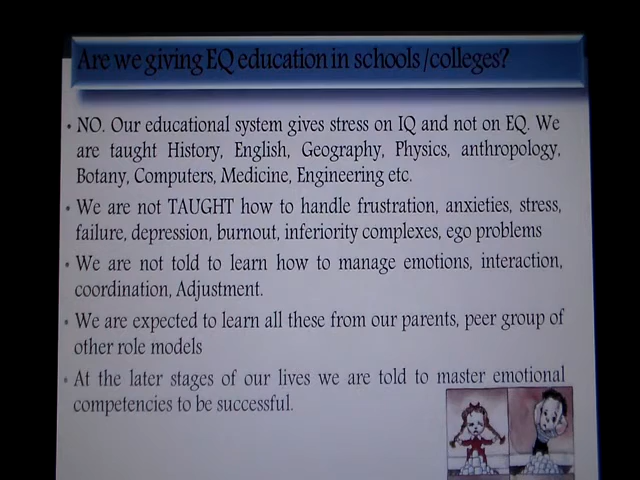 Are we giving EQ education in schools /colleges?
• NO. Our educational system gives stress on IQ and not on EQ. We
are taught History, English, Geography, Physics, anthropology,
Botany, Computers, Medicine, Engineering etc.
• We are not TAUGHT how to handle frustration, anxieties, stress,
failure, depression, burnout, inferiority complexes, ego problems
• We are not told to learn how to manage emotions, interaction,
coordination, Adjustment.
• We are expected to learn all these from our parents, peer group of
other role models
• At the later stages of our lives we are told to master emotional
competencies to be successful.